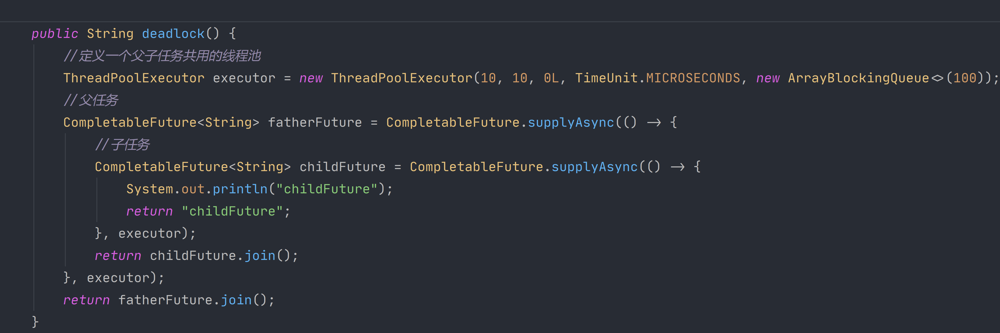 public String deadlock() {
//定义一个父子任务共用的线程池
ThreadPoolExecutor executor = new ThreadPoolExecutor(10, 10, 0L, TimeUnit.MICROSECONDS, new ArrayBlockingQueue<>(100));
//父任务
CompletableFuture<String> fatherFuture = CompletableFuture.supplyAsync(() -> {
//子任务
CompletableFuture<String> childFuture = CompletableFuture.supplyAsync(() -> {
System.out.println("childFuture");
return "childFuture";
}, executor);
return childFuture.join();
}, executor);
return fatherFuture.join();
}